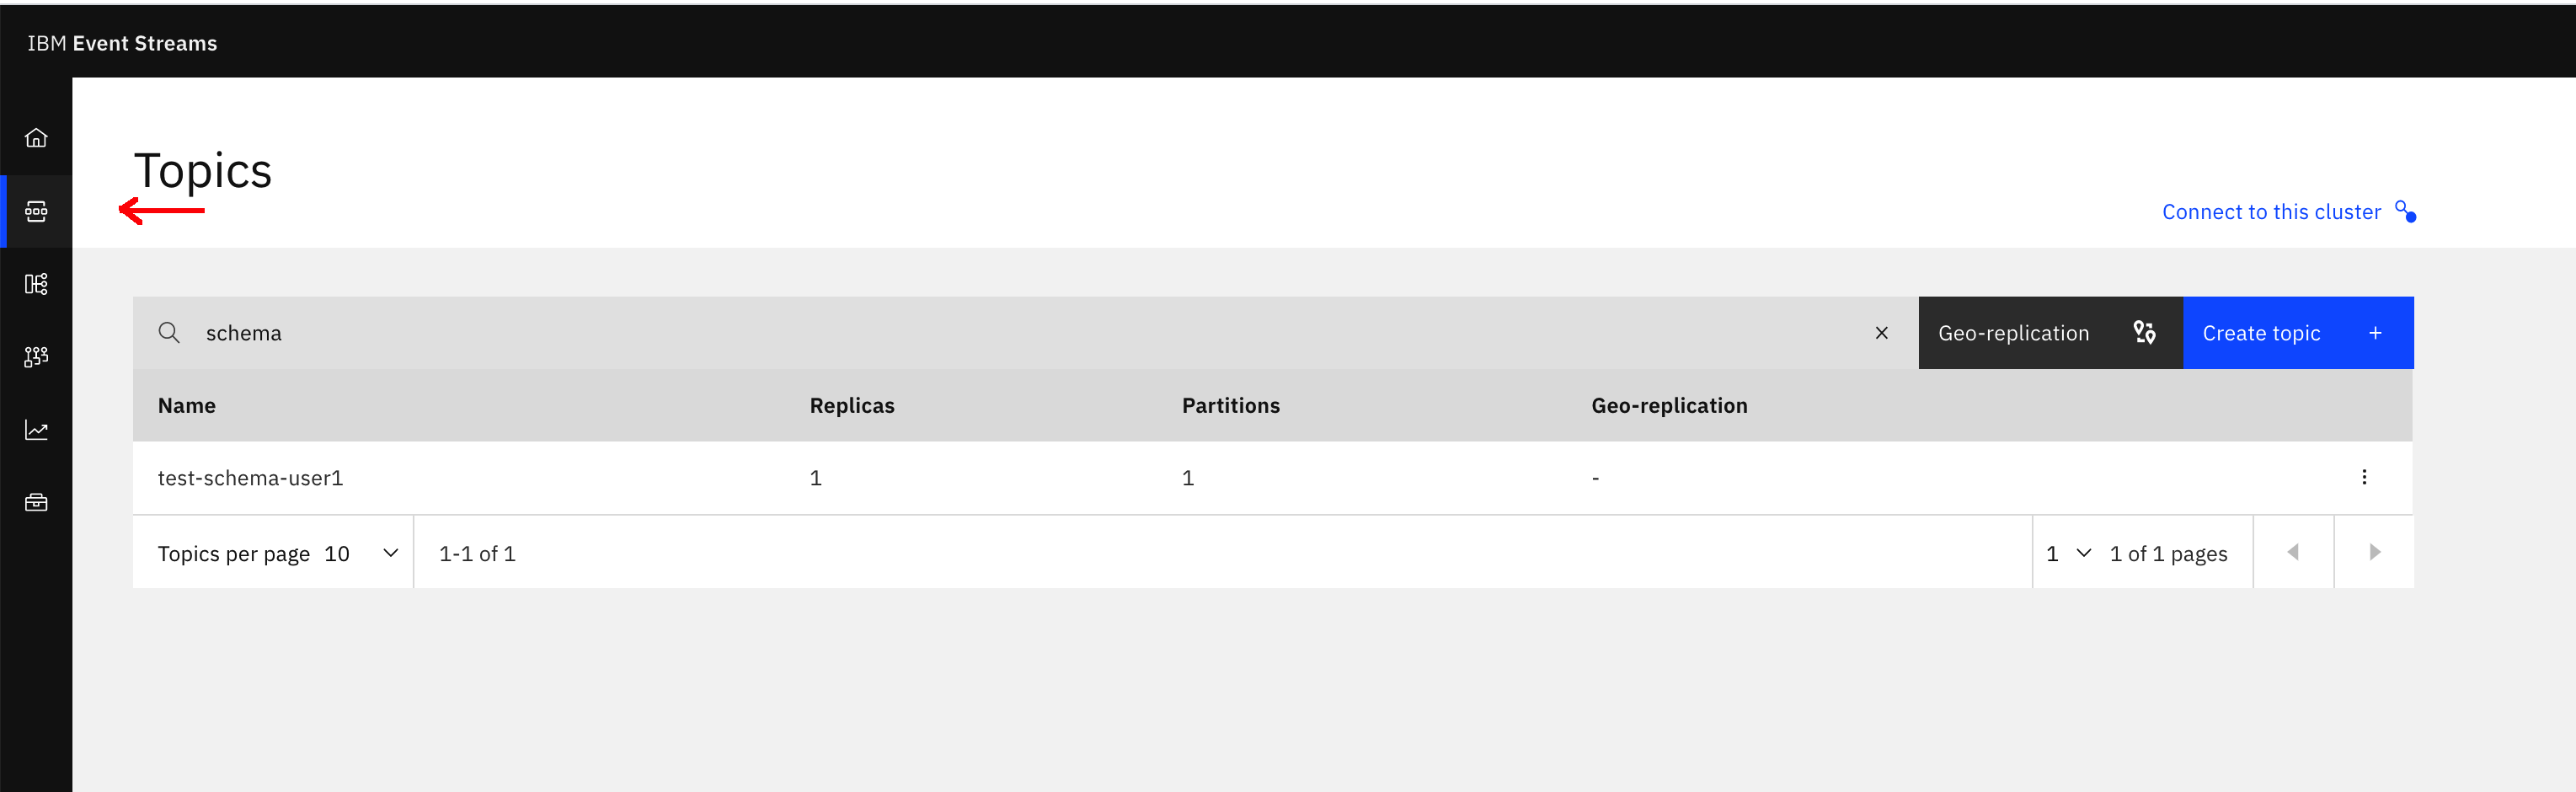 IBM Event Streams
Topics
Connect to this cluster
schema
Geo-replication
Create topic
Name Replicas Partitions Geo-replication
test-schema-user1 1 1 -
Topics per page 10 1-1 of 1 1 1 of 1 pages